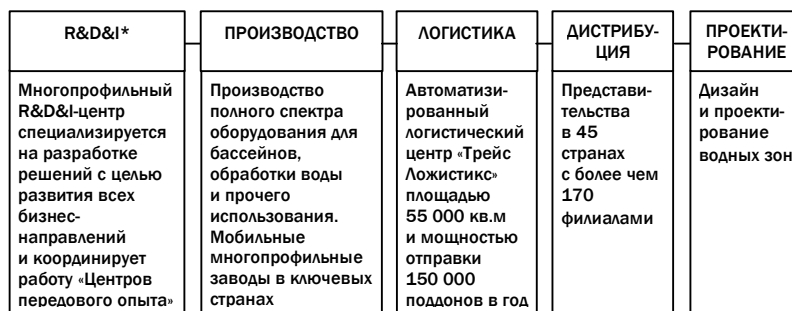 R&D&I*
Многопрофильный
R&D&I-центр
специализируется
на разработке
решений с целью
развития всех
бизнес-
направлений
и координирует
работу «Центров
передового опыта»
ПРОИЗВОДСТВО
Производство
полного спектра
оборудования для
бассейнов,
обработки воды
и прочего
использования.
Мобильные
многопрофильные
заводы в ключевых
странах
ЛОГИСТИКА
Автоматизи-
рованный
логистический
центр «Трейс
Ложистикс»
площадью
55 000 кв.м
и мощностью
отправки
150 000
поддонов в год
ДИСТРИБУ-
ЦИЯ
Представи-
тельства
в 45
странах
с более чем
170
филиалами
ПРОЕКТИ-
РОВАНИЕ
Дизайн
и проекти-
рование
водных зон